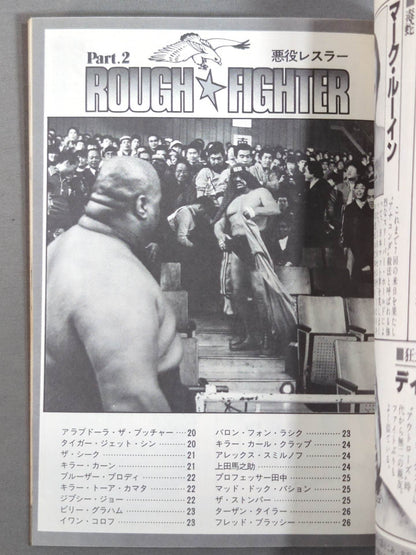 Part.2
悪役レスラー
ROUGH★FIGHTER
アラブドーラ・ザ・ブッチャー……20
タイガー・ジェット・シン……20
ザ・シーク……21
キラー・カーン……21
ブルーザー・ブロディ……22
キラー・トーア・カマタ……22
ジプシー・ジョー……22
ビリー・グラハム……23
イワン・コロフ……23
バロン・フォン・ラシク……23
キラー・カール・クラップ……24
アレックス・スミルノフ……24
上田馬之助……24
プロフェッサー田中……25
マッド・ドック・バション……25
ザ・ストンパー……25
ターザン・タイラー……26
フレッド・ブラッシー……26
毒蛇
マーク・ルーイン